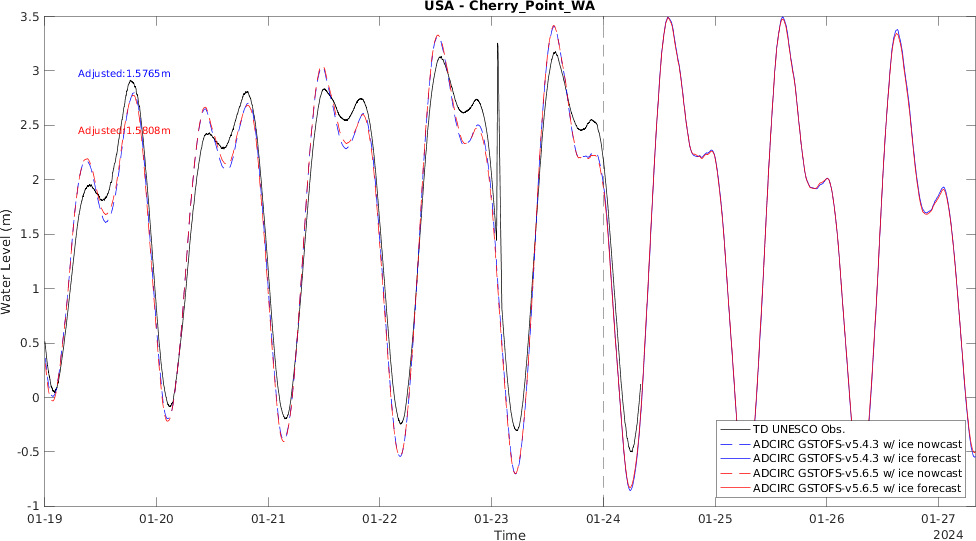 USA - Cherry_Point_WA
Water Level (m)
3.5
3
2.5
2
1.5
1
0.5
0
-0.5
-1
Adjusted:1.5765m
Adjusted:1.5808m
TD UNESCO Obs.
ADCIRC GSTOFS-v5.4.3 w/ ice nowcast
ADCIRC GSTOFS-v5.4.3 w/ ice forecast
ADCIRC GSTOFS-v5.6.5 w/ ice nowcast
ADCIRC GSTOFS-v5.6.5 w/ ice forecast
01-19 01-20 01-21 01-22 01-23 01-24 01-25 01-26 01-27
Time
2024